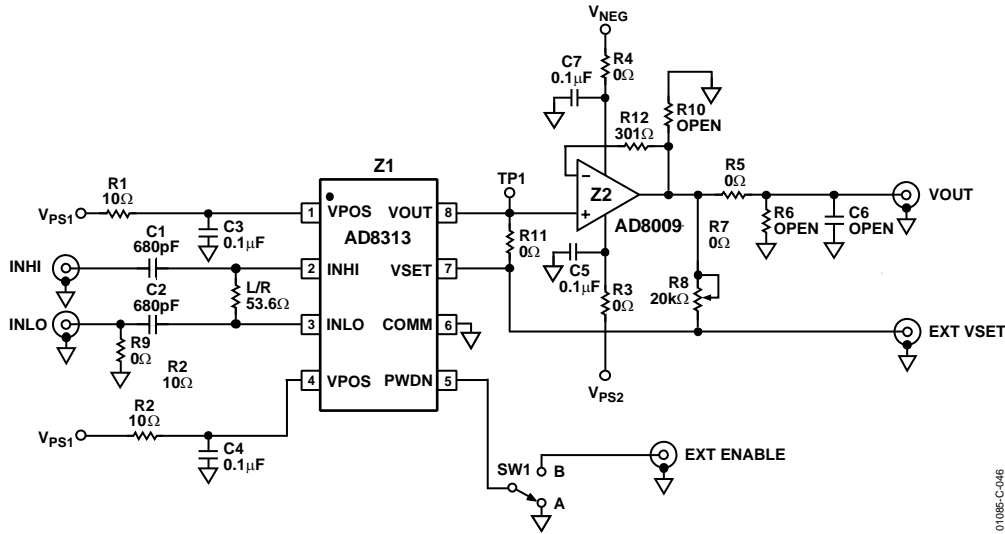 VNEG
C7
0.1μF
R4
0Ω
R10
OPEN
R12
301Ω
Z1
TP1
Z2
AD8009
R5
0Ω
VOUT
R1
10Ω
VPS1
C3
0.1μF
1 VPOS VOUT 8
AD8313
R11
0Ω
C5
0.1μF
R7
0Ω
R6
OPEN
C6
OPEN
C1
680pF
INHI
2 INHI VSET 7
L/R
53.6Ω
R3
0Ω
R8
20kΩ
C2
680pF
INLO
3 INLO COMM 6
EXT VSET
R9
0Ω
R2
10Ω
4 VPOS PWDN 5
VPS2
R2
10Ω
VPS1
C4
0.1μF
SW1
B
A
EXT ENABLE
01085-C-046